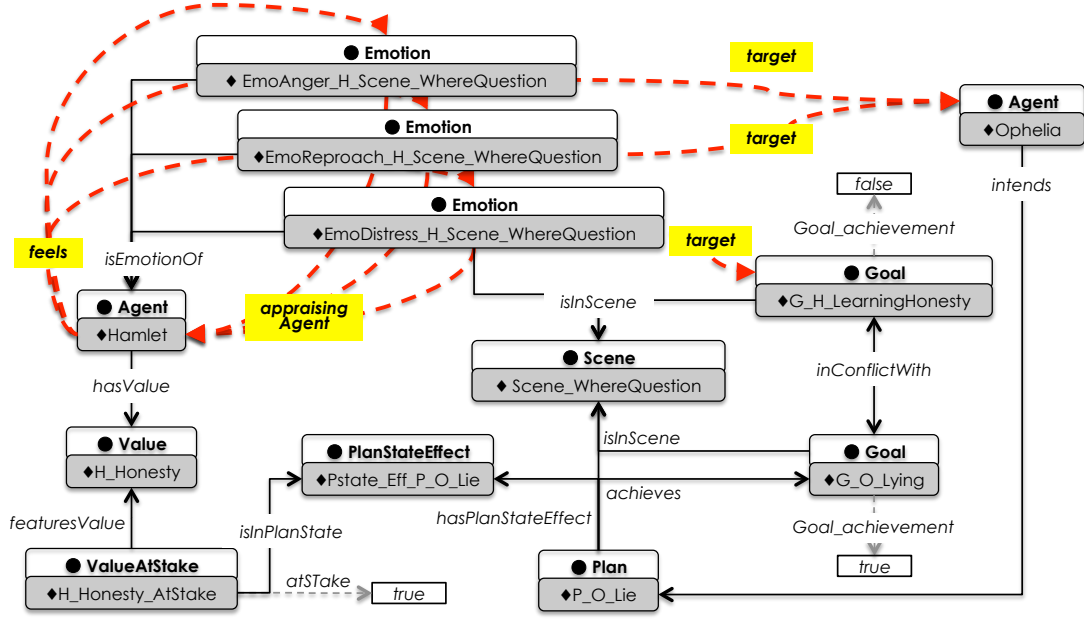 ● Emotion
♦ EmoAnger_H_Scene_WhereQuestion
target
● Agent
♦Ophelia
● Emotion
♦EmoReproach_H_Scene_WhereQuestion
target
intends
false
● Emotion
♦EmoDistress_H_Scene_WhereQuestion
Goal_achievement
feels
isEmotionOf
target
● Goal
♦G_H_LearningHonesty
● Agent
♦Hamlet
appraising
Agent
isInScene
● Scene
♦ Scene_WhereQuestion
inConflictWith
hasValue
● Value
♦H_Honesty
● PlanStateEffect
♦Pstate_Eff_P_O_Lie
isInScene
● Goal
♦G_O_Lying
achieves
hasPlanStateEffect
featuresValue
isInPlanState
Goal_achievement
● ValueAtStake
♦H_Honesty_AtStake
atSTake
true
● Plan
♦P_O_Lie
true